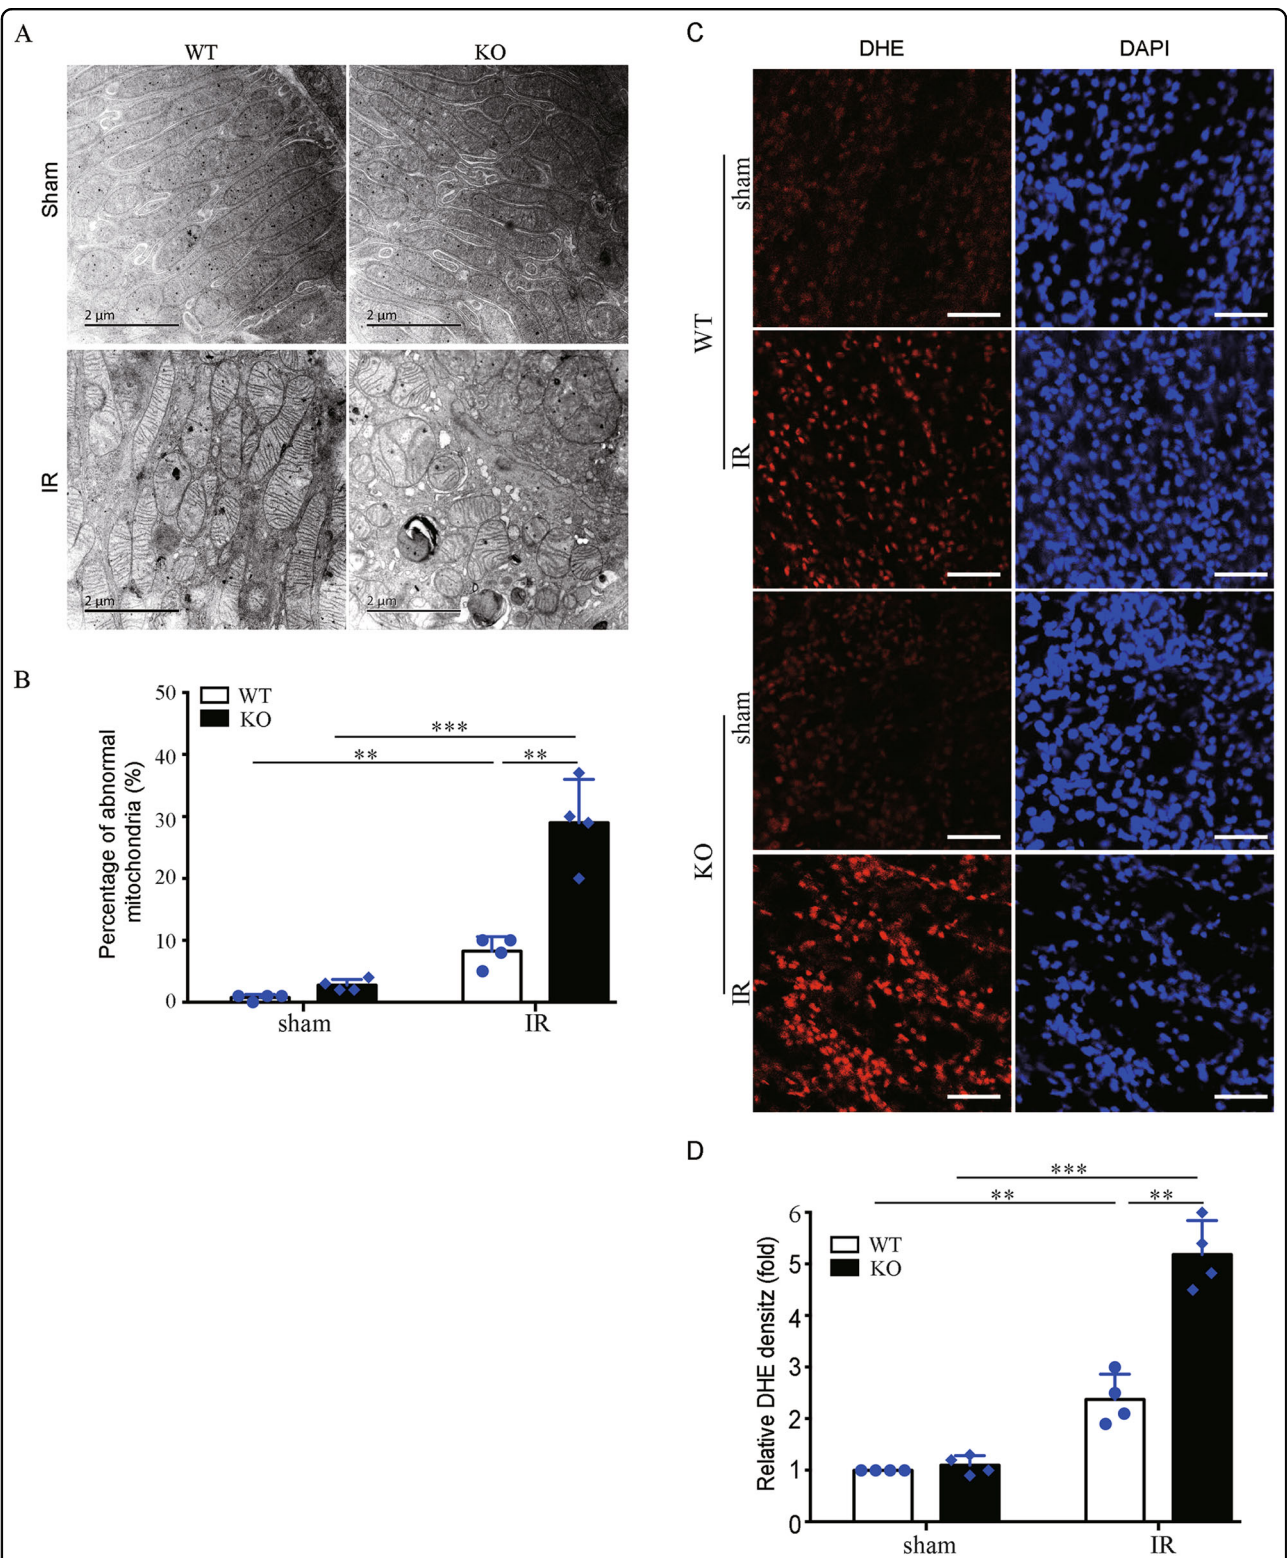 A
WT
KO
Sham
2 μm
2 μm
IR
2 μm
2 μm
B
Percentage of abnormal
mitochondria (%)
50
40
30
20
10
0
WT
KO
***
**
**
sham
IR
C
DHE
DAPI
WT
sham
IR
KO
sham
IR
D
***
**
**
Relative DHE densitz (fold)
6
5
4
3
2
1
0
WT
KO
sham
IR